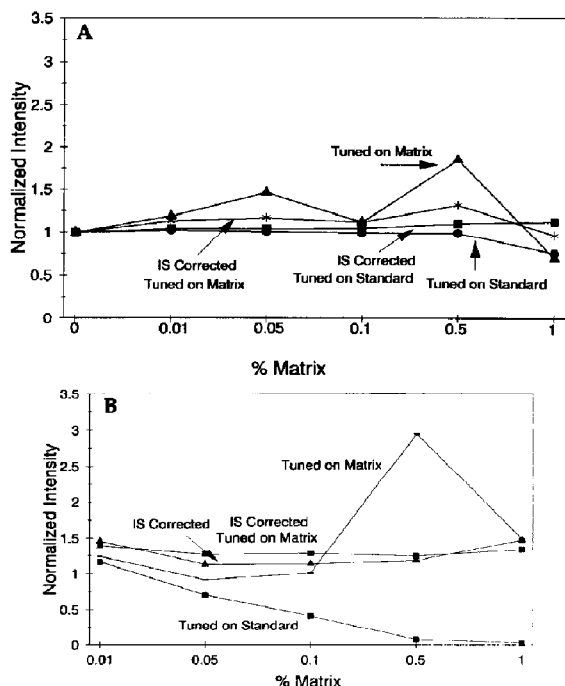 A
3.5
3
2.5
2
1.5
1
0.5
0
Normalized Intensity
Tuned on Matrix
IS Corrected
Tuned on Matrix
IS Corrected
Tuned on Standard
Tuned on Standard
0
0.01
0.05
0.1
0.5
1
% Matrix
B
3.5
3
2.5
2
1.5
1
0.5
0
Normalized Intensity
Tuned on Matrix
IS Corrected
IS Corrected
Tuned on Matrix
Tuned on Standard
0.01
0.05
0.1
0.5
1
% Matrix